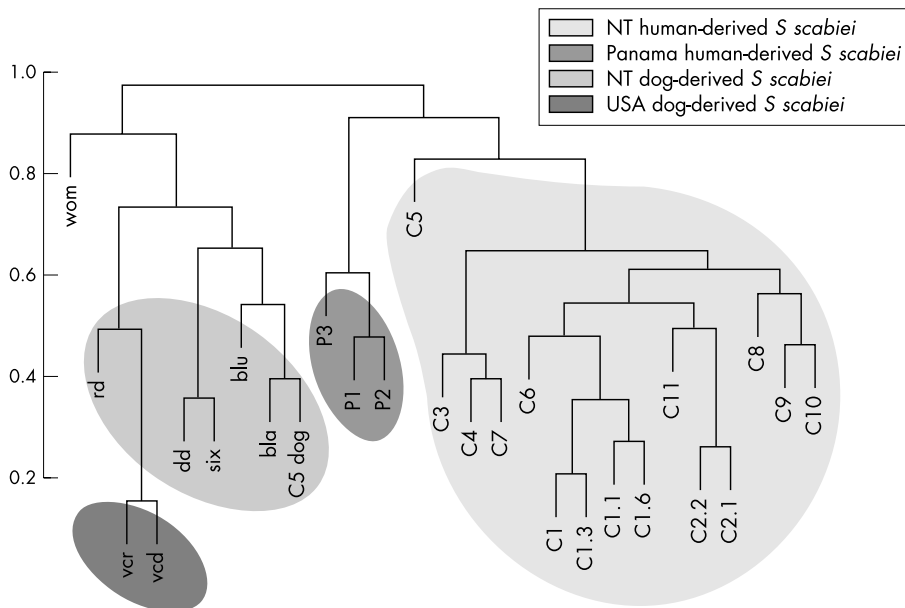 NT human-derived S scabiei
Panama human-derived S scabiei
NT dog-derived S scabiei
USA dog-derived S scabiei
1.0
0.8
0.6
0.4
0.2
wom
rd
vcr
vcd
dd
six
blu
bla
C5 dog
P3
P1
P2
C5
C3
C4
C7
C6
C1
C1.3
C1.1
C1.6
C11
C2.2
C2.1
C8
C9
C10